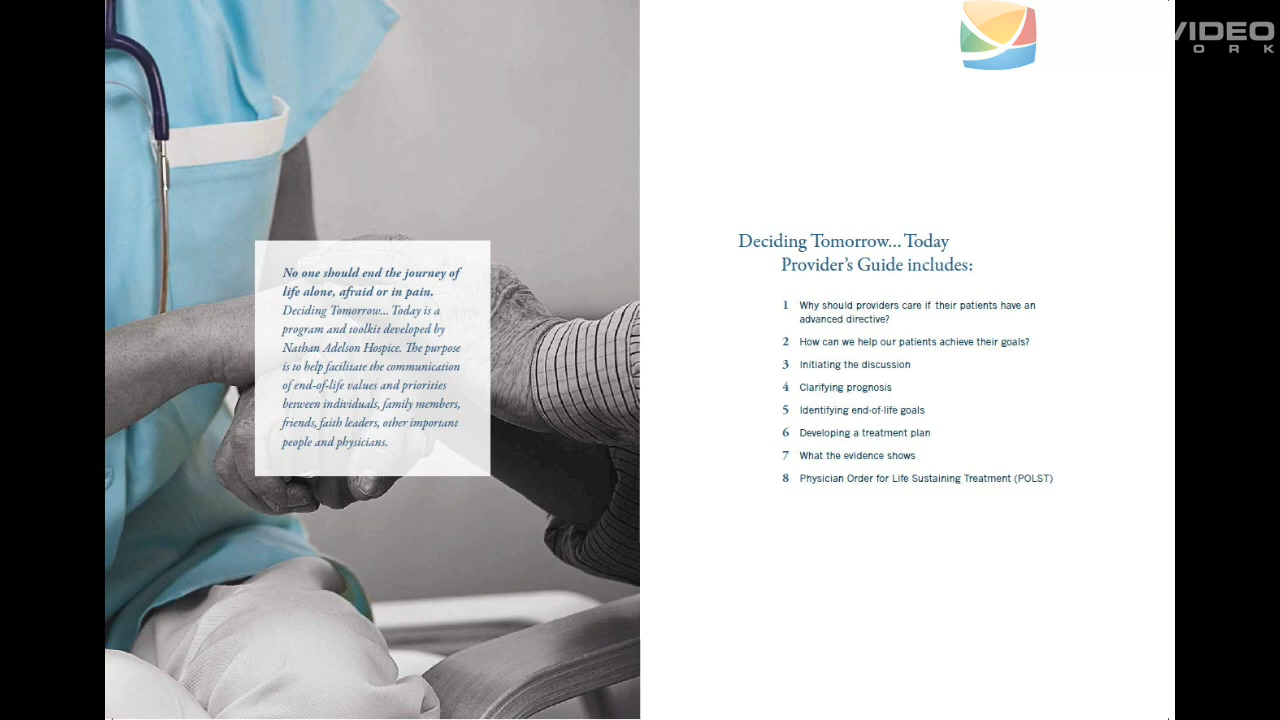 No one should end the journey of
life alone, afraid or in pain.
Deciding Tomorrow... Today is a
program and toolkit developed by
Nathan Adelson Hospice. The purpose
is to help facilitate the communication
of end-of-life values and priorities
between individuals, family members,
friends, faith leaders, other important
people and physicians.
VIDEO
O R K
Deciding Tomorrow... Today
Provider's Guide includes:
1 Why should providers care if their patients have an
advanced directive?
2 How can we help our patients achieve their goals?
3 Initiating the discussion
4 Clarifying prognosis
5 Identifying end-of-life goals
6 Developing a treatment plan
7 What the evidence shows
8 Physician Order for Life Sustaining Treatment (POLST)